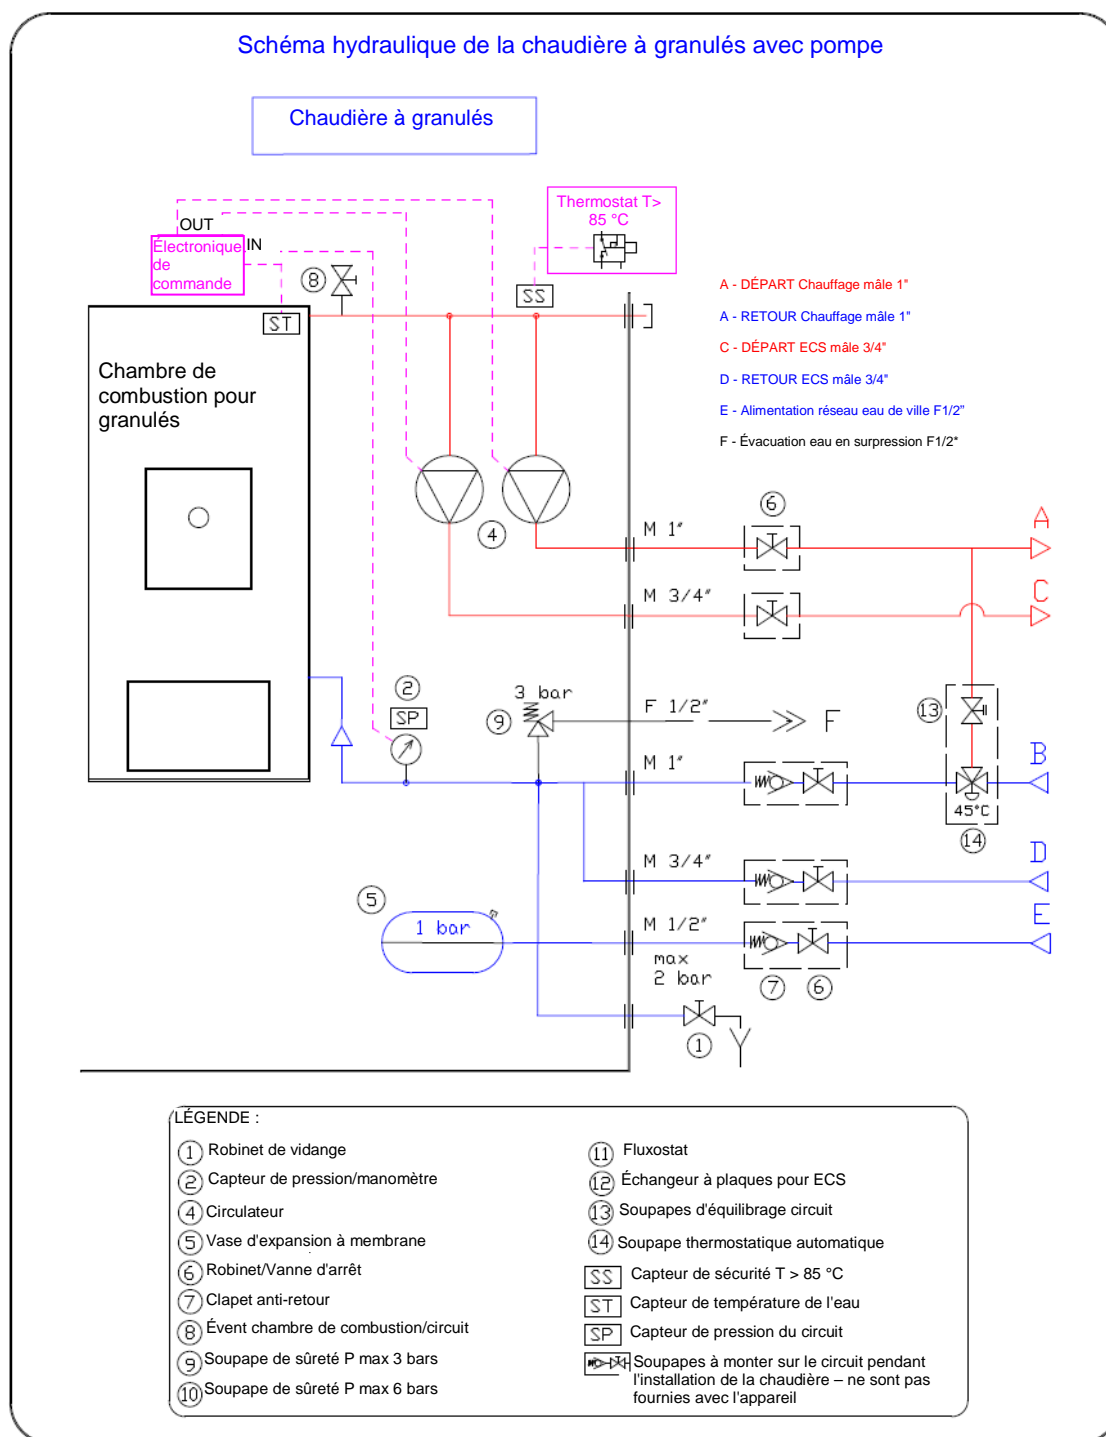 Schéma hydraulique de la chaudière à granulés avec pompe
Chaudière à granulés
OUT
IN
Électronique
de
commande
Thermostat T>
85 °C
8
SS
ST
Chambre de
combustion pour
granulés
A - DÉPART Chauffage mâle 1"
A - RETOUR Chauffage mâle 1"
C - DÉPART ECS mâle 3/4"
D - RETOUR ECS mâle 3/4"
E - Alimentation réseau eau de ville F1/2"
F - Évacuation eau en surpression F1/2*
4
M 1"
6
A
M 3/4"
C
2
SP
3 bar
9
F 1/2"
F
13
M 1"
B
45°C
14
M 3/4"
D
5
1 bar
M 1/2"
E
max
2 bar
7
6
1
LÉGENDE :
1 Robinet de vidange
2 Capteur de pression/manomètre
4 Circulateur
5 Vase d'expansion à membrane
6 Robinet/Vanne d'arrêt
7 Clapet anti-retour
8 Évent chambre de combustion/circuit
9 Soupape de sûreté P max 3 bars
10 Soupape de sûreté P max 6 bars
11 Fluxostat
12 Échangeur à plaques pour ECS
13 Soupapes d'équilibrage circuit
14 Soupape thermostatique automatique
SS Capteur de sécurité T > 85 °C
ST Capteur de température de l'eau
SP Capteur de pression du circuit
Soupapes à monter sur le circuit pendant
l'installation de la chaudière – ne sont pas
fournies avec l'appareil